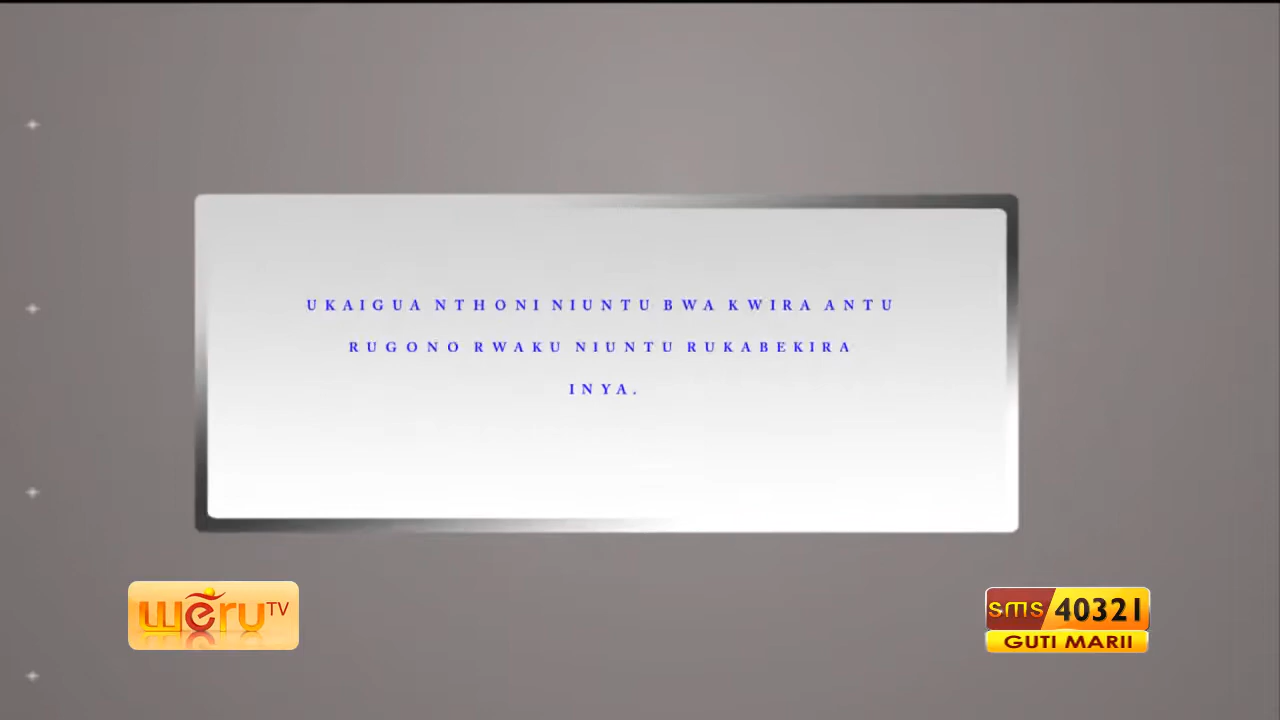 UKAIGUA NTHONI NIUNTU BWA KWIRA ANTU
RUGONO RWAKU NIUNTU RUKABEKIRA
INYA.
weru TV
sms 40321
GUTI MARII